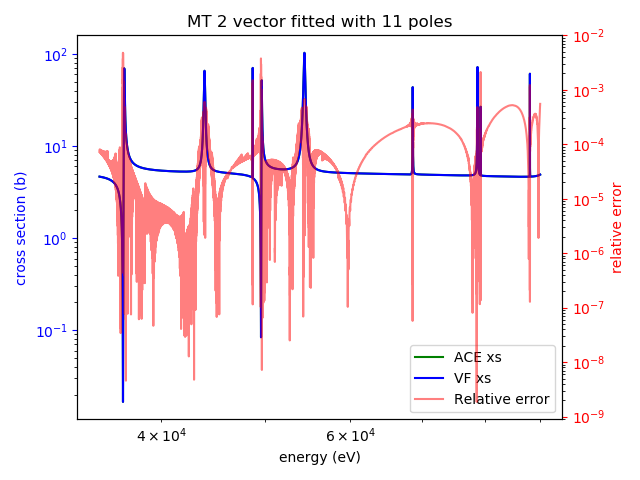 MT 2 vector fitted with 11 poles
cross section (b)
10²
10¹
10⁰
10⁻¹
10⁻²
10⁻³
10⁻⁴
10⁻⁵
10⁻⁶
10⁻⁷
10⁻⁸
10⁻⁹
relative error
ACE xs
VF xs
Relative error
4 × 10⁴
6 × 10⁴
energy (eV)